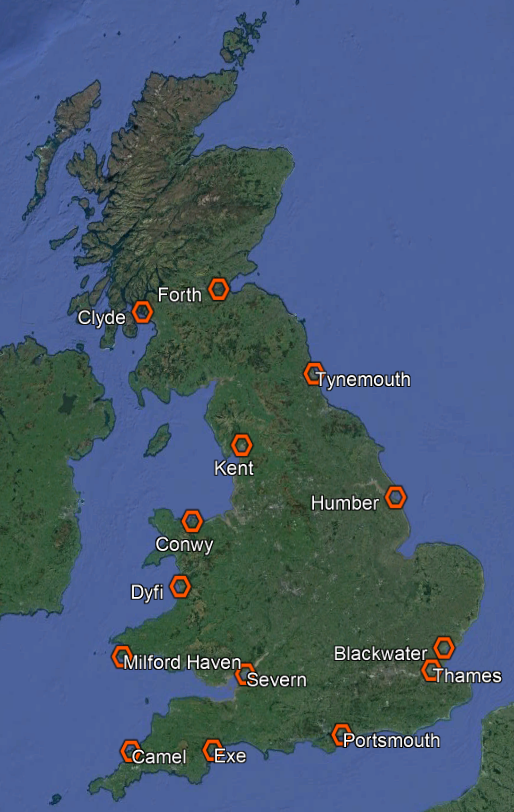 Forth
Clyde
Tynemouth
Kent
Humber
Conwy
Dyfi
Blackwater
Milford Haven
Thames
Severn
Portsmouth
Camel
Exe